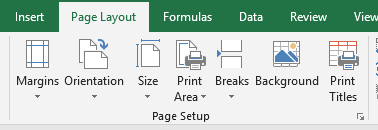 Insert Page Layout Formulas Data Review View
Margins Orientation Size Print Area Breaks Background Print Titles
Page Setup